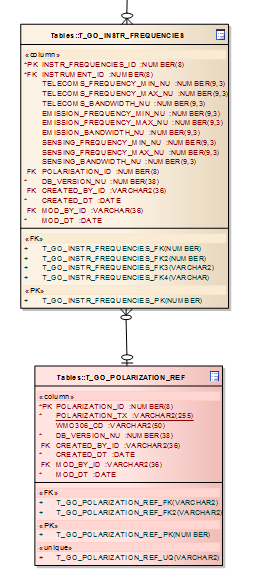 Tables::T_GO_INSTR_FREQUENCIES
«column»
*PK INSTR_FREQUENCIES_ID :NUMBER(8)
*FK INSTRUMENT_ID :NUMBER(8)
TELECOMS_FREQUENCY_MIN_NU :NUMBER(9,3)
TELECOMS_FREQUENCY_MAX_NU :NUMBER(9,3)
TELECOMS_BANDWIDTH_NU :NUMBER(9,3)
EMISSION_FREQUENCY_MIN_NU :NUMBER(9,3)
EMISSION_FREQUENCY_MAX_NU :NUMBER(9,3)
EMISSION_BANDWIDTH_NU :NUMBER(9,3)
SENSING_FREQUENCY_MIN_NU :NUMBER(9,3)
SENSING_FREQUENCY_MAX_NU :NUMBER(9,3)
SENSING_BANDWIDTH_NU :NUMBER(9,3)
FK POLARISATION_ID :NUMBER(8)
* DB_VERSION_NU :NUMBER(38)
FK CREATED_BY_ID :VARCHAR2(36)
* CREATED_DT :DATE
FK MOD_BY_ID :VARCHAR2(36)
* MOD_DT :DATE
«FK»
+ T_GO_INSTR_FREQUENCIES_FK(NUMBER)
+ T_GO_INSTR_FREQUENCIES_FK2(NUMBER)
+ T_GO_INSTR_FREQUENCIES_FK3(VARCHAR2)
+ T_GO_INSTR_FREQUENCIES_FK4(VARCHAR)
«PK»
+ T_GO_INSTR_FREQUENCIES_PK(NUMBER)
Tables::T_GO_POLARIZATION_REF
«column»
*PK POLARIZATION_ID :NUMBER(8)
* POLARIZATION_TX :VARCHAR2(255)
WMO306_CD :VARCHAR2(50)
* DB_VERSION_NU :NUMBER(38)
FK CREATED_BY_ID :VARCHAR2(36)
* CREATED_DT :DATE
FK MOD_BY_ID :VARCHAR2(36)
* MOD_DT :DATE
«FK»
+ T_GO_POLARIZATION_REF_FK(VARCHAR2)
+ T_GO_POLARIZATION_REF_FK2(VARCHAR2)
«PK»
+ T_GO_POLARIZATION_REF_PK(NUMBER)
«unique»
+ T_GO_POLARIZATION_REF_UQ(VARCHAR2)